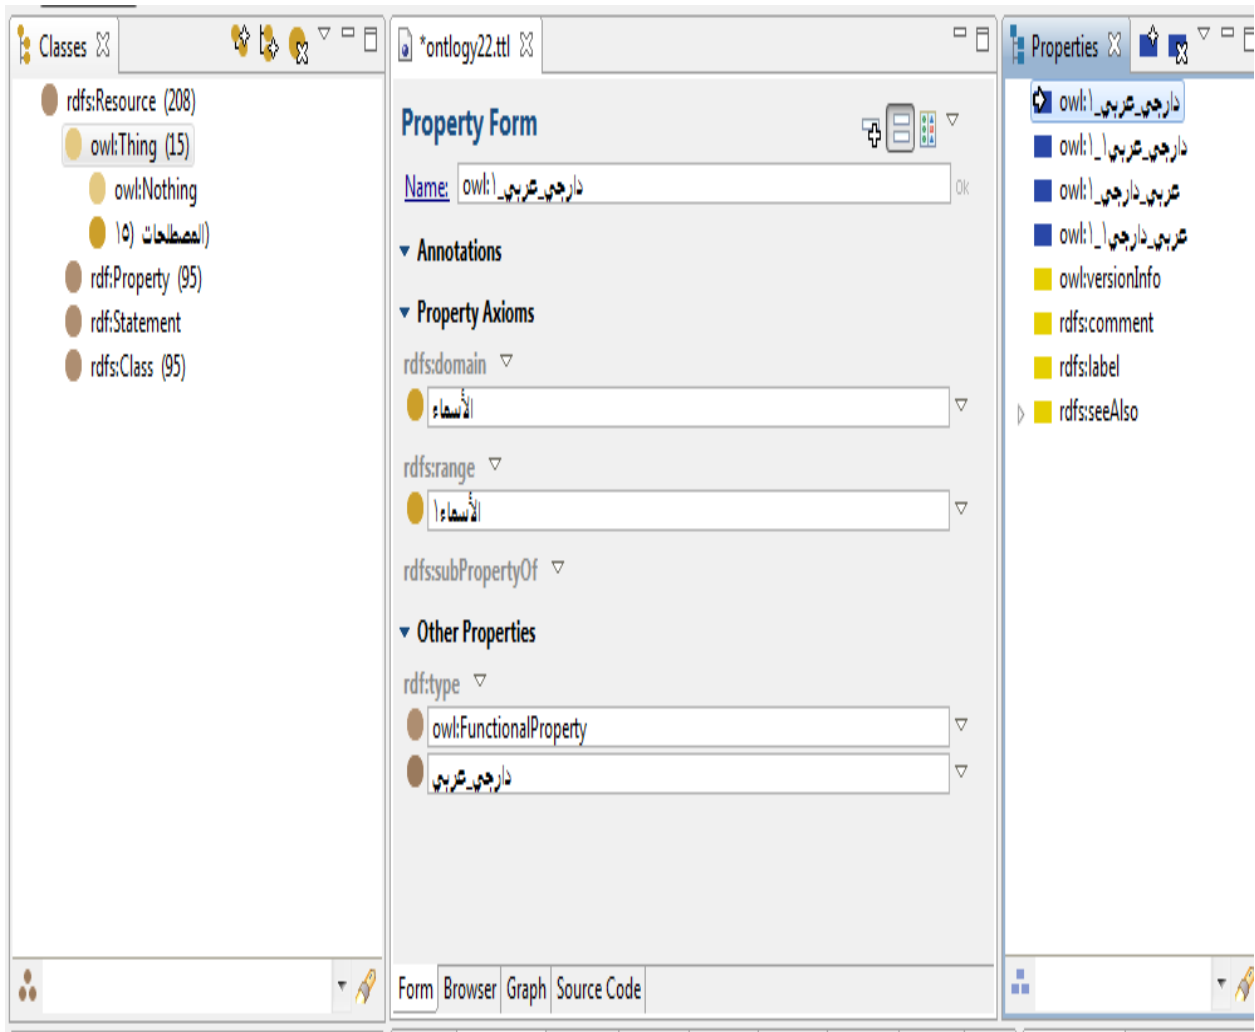 Classes
rdfs:Resource (208)
owl:Thing (15)
owl:Nothing
(المصطلحات (١٥
rdf:Property (95)
rdf:Statement
rdfs:Class (95)
*ontlogy22.ttl
Property Form
Name: owl:دارجي_عربي_١ Ok
Annotations
Property Axioms
rdfs:domain
الأسماء
rdfs:range
الأسماء١
rdfs:subPropertyOf
Other Properties
rdf:type
owl:FunctionalProperty
دارجي_عربي
Form Browser Graph Source Code
Properties
owl:دارجي_عربي_١
owl:دارجي_عربي١_١
owl:عربي_دارجي_١
owl:عربي_دارجي١_١
owl:versionInfo
rdfs:comment
rdfs:label
rdfs:seeAlso